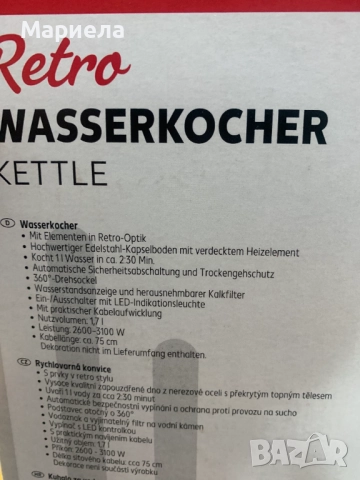 Мариела
Retro
WASSERKOCHER
KETTLE
D Wasserkocher
• Mit Elementen in Retro-Optik
• Hochwertiger Edelstahl-Kapselboden mit verdecktem Heizelement
• Kocht 1 l Wasser in ca. 2:30 Min.
• Automatische Sicherheitsabschaltung und Trockengehschutz
• 360°-Drehsockel
• Wasserstandsanzeige und herausnehmbarer Kalkfilter
• Ein-/Ausschalter mit LED-Indikationsleuchte
• Mit praktischer Kabelaufwicklung
• Nutzvolumen: 1,7 l
• Leistung: 2600-3100 W
• Kabellänge: ca. 75 cm
Dekoration nicht im Lieferumfang enthalten.
CZ Rychlovarná konvice
• S prvky v retro stylu
• Vysoce kvalitní zapouzdřené dno z nerezové oceli s překrytým topným tělesem
• Uvaří 1 l vody za cca 2:30 minut
• Automatické bezpečnostní vypínání a ochrana proti provozu na sucho
• Podstavec otočný o 360°
• Vodoznak a vyjímatelný filtr na vodní kámen
• Vypínač s LED kontrolkou
• S praktickým navíjením kabelu
• Užitný objem: 1,7 l
• Příkon: 2600 - 3100 W
• Délka síťového kabelu: cca 75 cm
Dekorace není součástí výrobku
bazar.bg